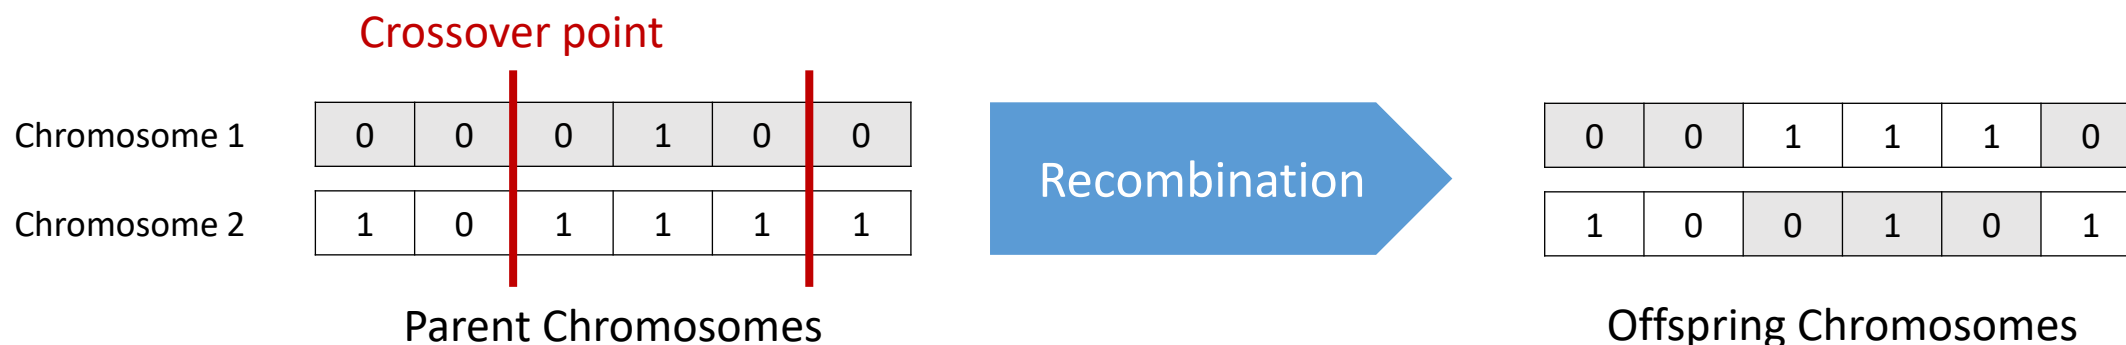 Crossover point
Chromosome 1 0 0 0 1 0 0 0 0 1 1 1 0
Recombination
Chromosome 2 1 0 1 1 1 1 1 0 0 1 0 1
Parent Chromosomes Offspring Chromosomes